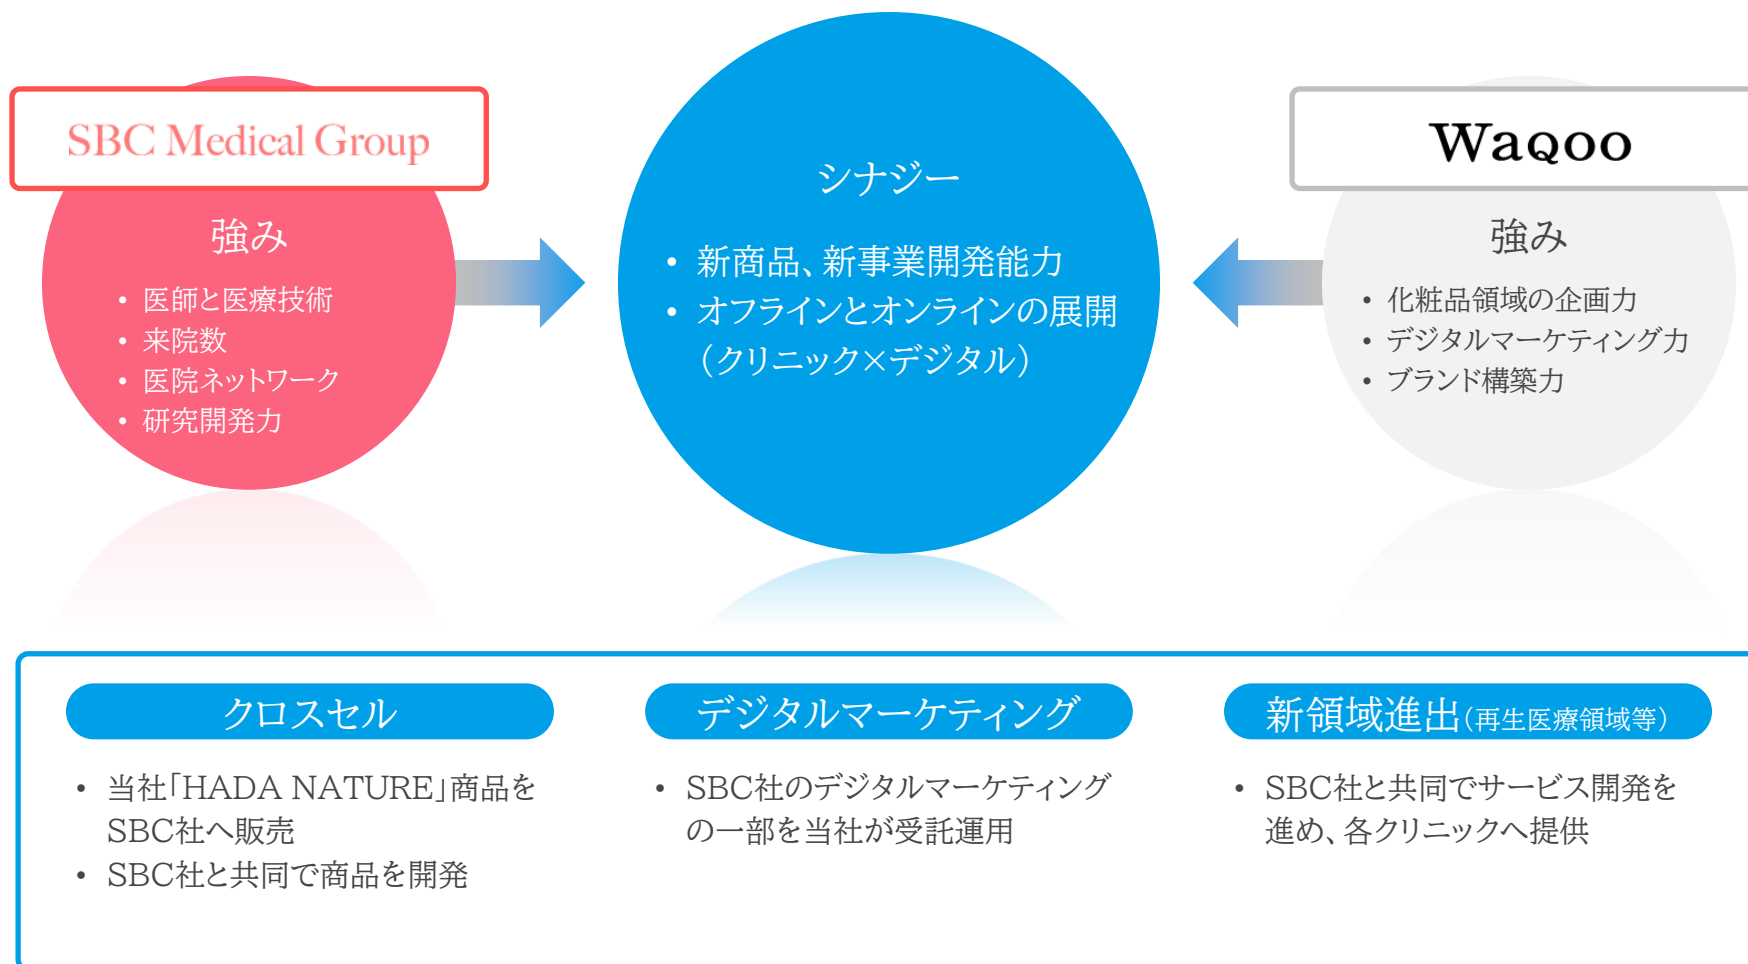 SBC Medical Group
強み
• 医師と医療技術
• 来院数
• 医院ネットワーク
• 研究開発力
シナジー
• 新商品、新事業開発能力
• オフラインとオンラインの展開
（クリニック×デジタル）
Waqoo
強み
• 化粧品領域の企画力
• デジタルマーケティング力
• ブランド構築力
クロスセル
• 当社「HADA NATURE」商品を
SBC社へ販売
• SBC社と共同で商品を開発
デジタルマーケティング
• SBC社のデジタルマーケティング
の一部を当社が受託運用
新領域進出（再生医療領域等）
• SBC社と共同でサービス開発を
進め、各クリニックへ提供